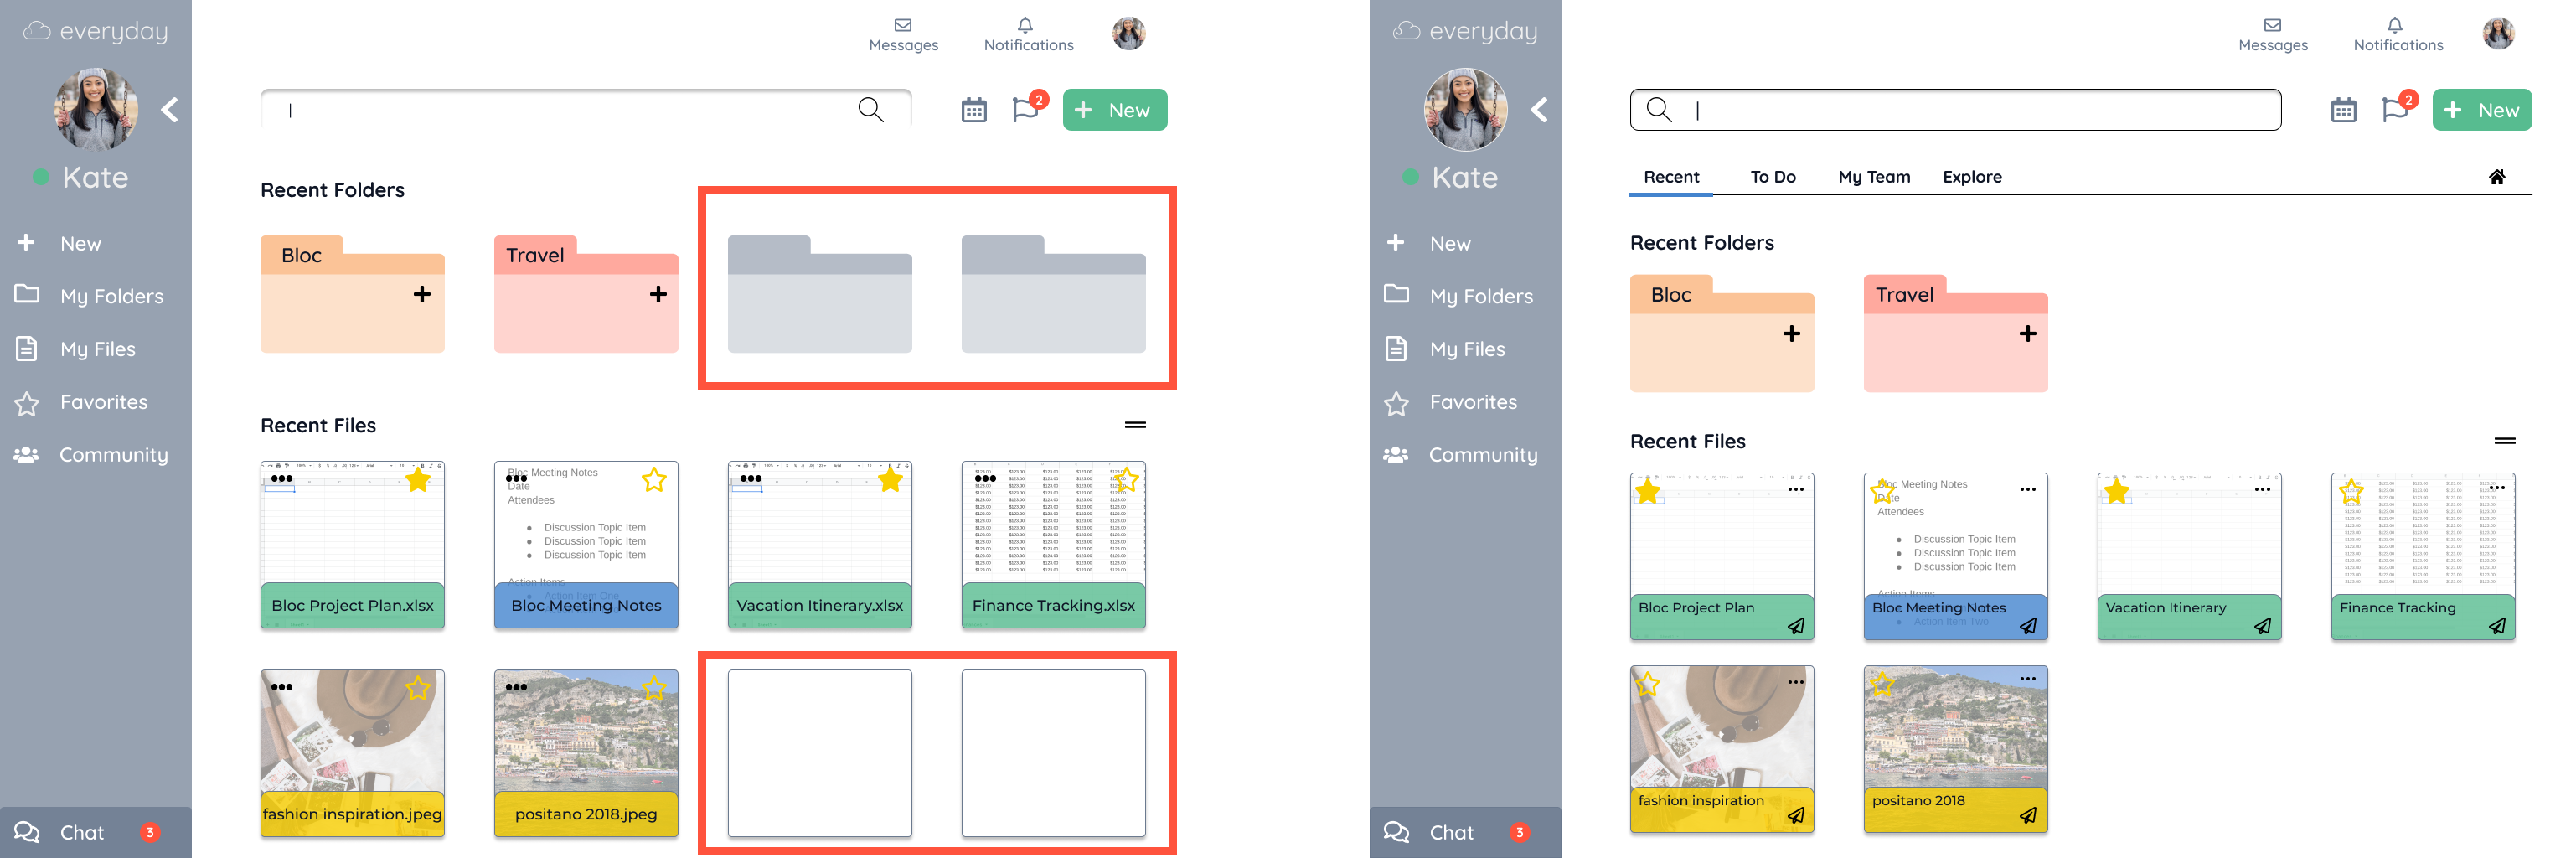 everyday
Messages
Notifications
2
New
Kate
Recent Folders
Bloc
Travel
New
My Folders
My Files
Favorites
Community
Recent Files
Bloc Meeting Notes
Date
Attendees
Discussion Topic Item
Discussion Topic Item
Discussion Topic Item
Action Items
Action Item One
Bloc Project Plan.xlsx
Bloc Meeting Notes
Vacation Itinerary.xlsx
Finance Tracking.xlsx
fashion inspiration.jpeg
positano 2018.jpeg
Chat
3
everyday
Messages
Notifications
2
New
Kate
Recent
To Do
My Team
Explore
New
My Folders
My Files
Favorites
Community
Recent Folders
Bloc
Travel
Recent Files
Bloc Meeting Notes
Date
Attendees
Discussion Topic Item
Discussion Topic Item
Discussion Topic Item
Action Items
Action Item Two
Bloc Project Plan
Bloc Meeting Notes
Vacation Itinerary
Finance Tracking
fashion inspiration
positano 2018
Chat
3